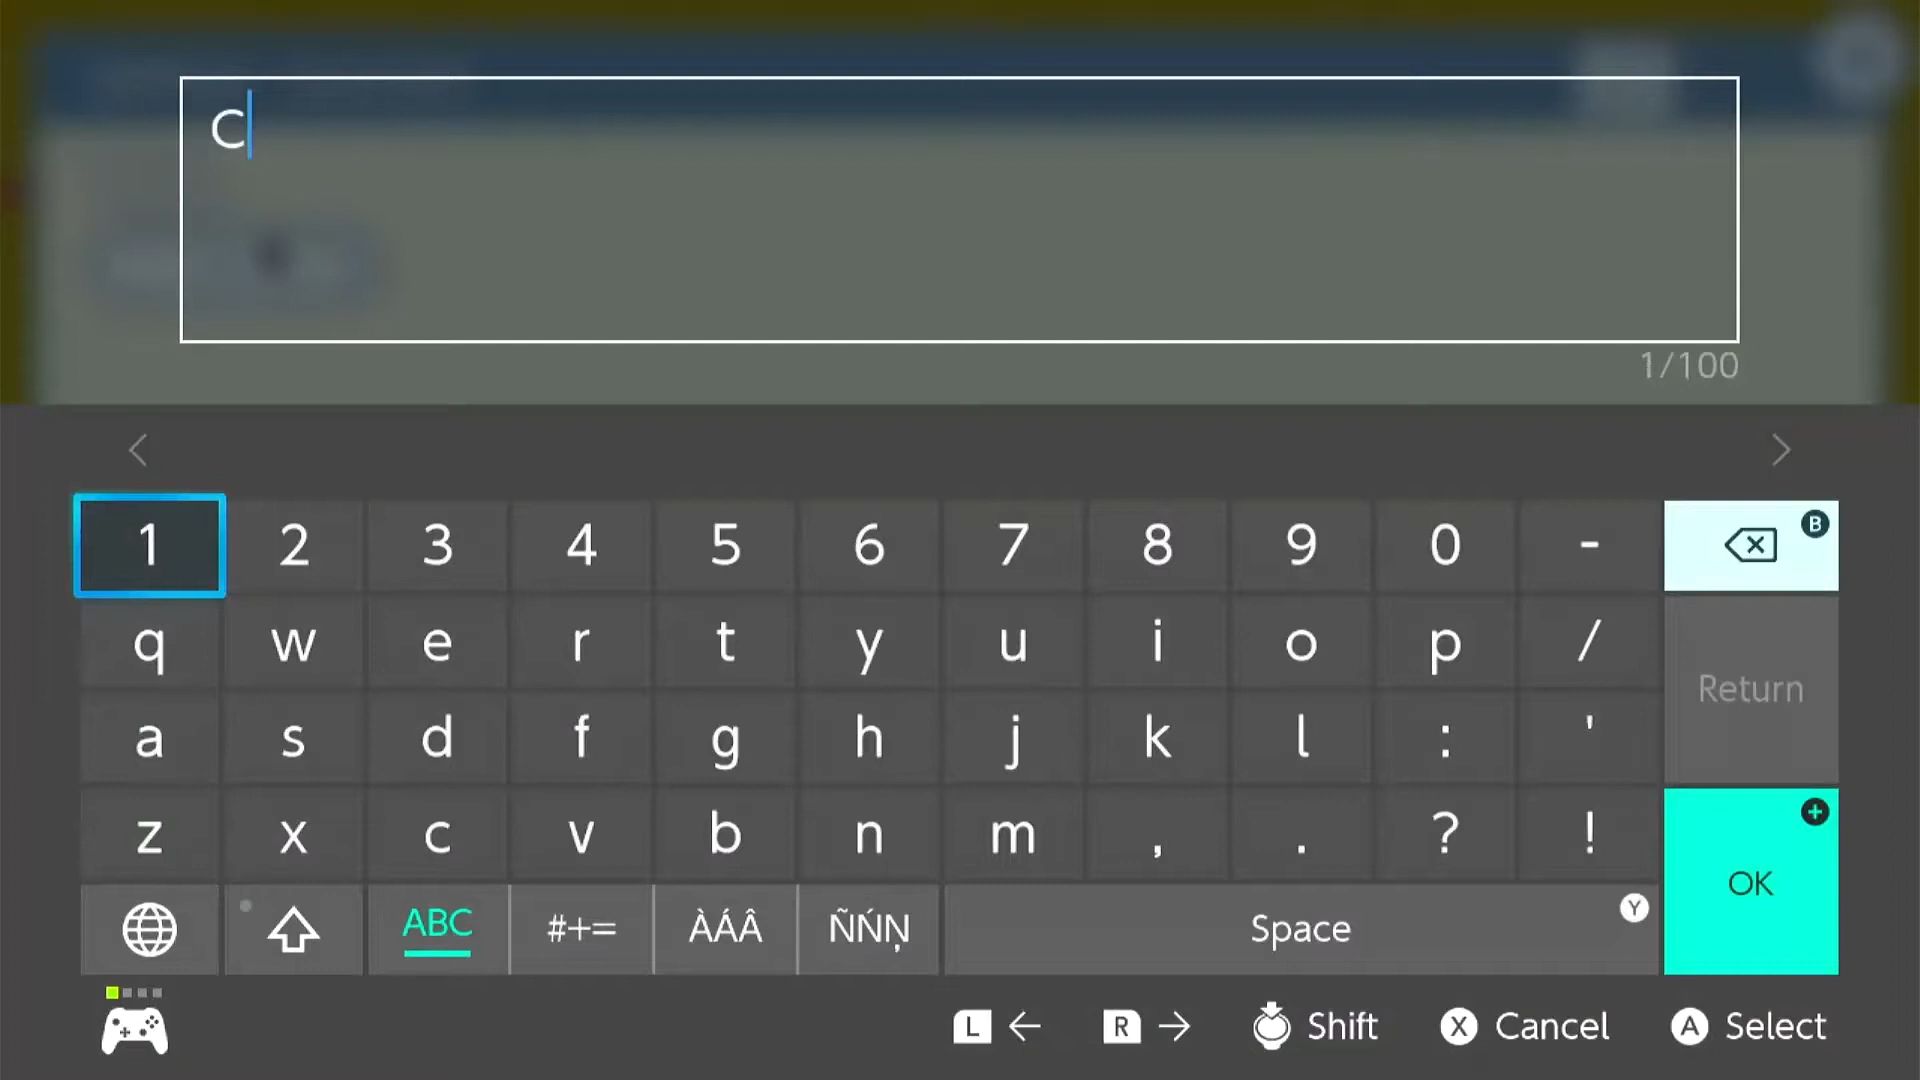 C
1/100
1 2 3 4 5 6 7 8 9 0 - B
q w e r t y u i o p / Return
a s d f g h j k l : '
z x c v b n m , . ? ! +
OK
ABC #+= ÀÁÂ ÑŃŅ Space Y
L ← R → Shift X Cancel A Select